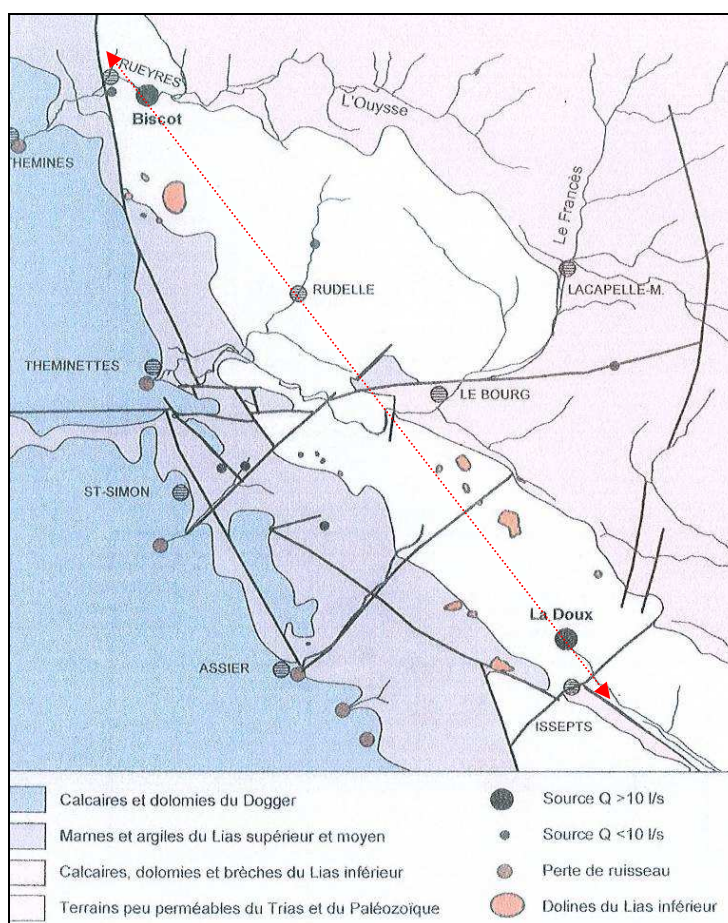 RUEYRES
L'Ouysse
Biscot
THEMINES
Le Francès
RUDELLE
LACAPELLE-M.
THEMINETTES
LE BOURG
ST-SIMON
La Doux
ASSIER
ISSEPTS
Calcaires et dolomies du Dogger
Source Q >10 l/s
Marnes et argiles du Lias supérieur et moyen
Source Q <10 l/s
Calcaires, dolomies et brèches du Lias inférieur
Perte de ruisseau
Terrains peu perméables du Trias et du Paléozoïque
Dolines du Lias inférieur